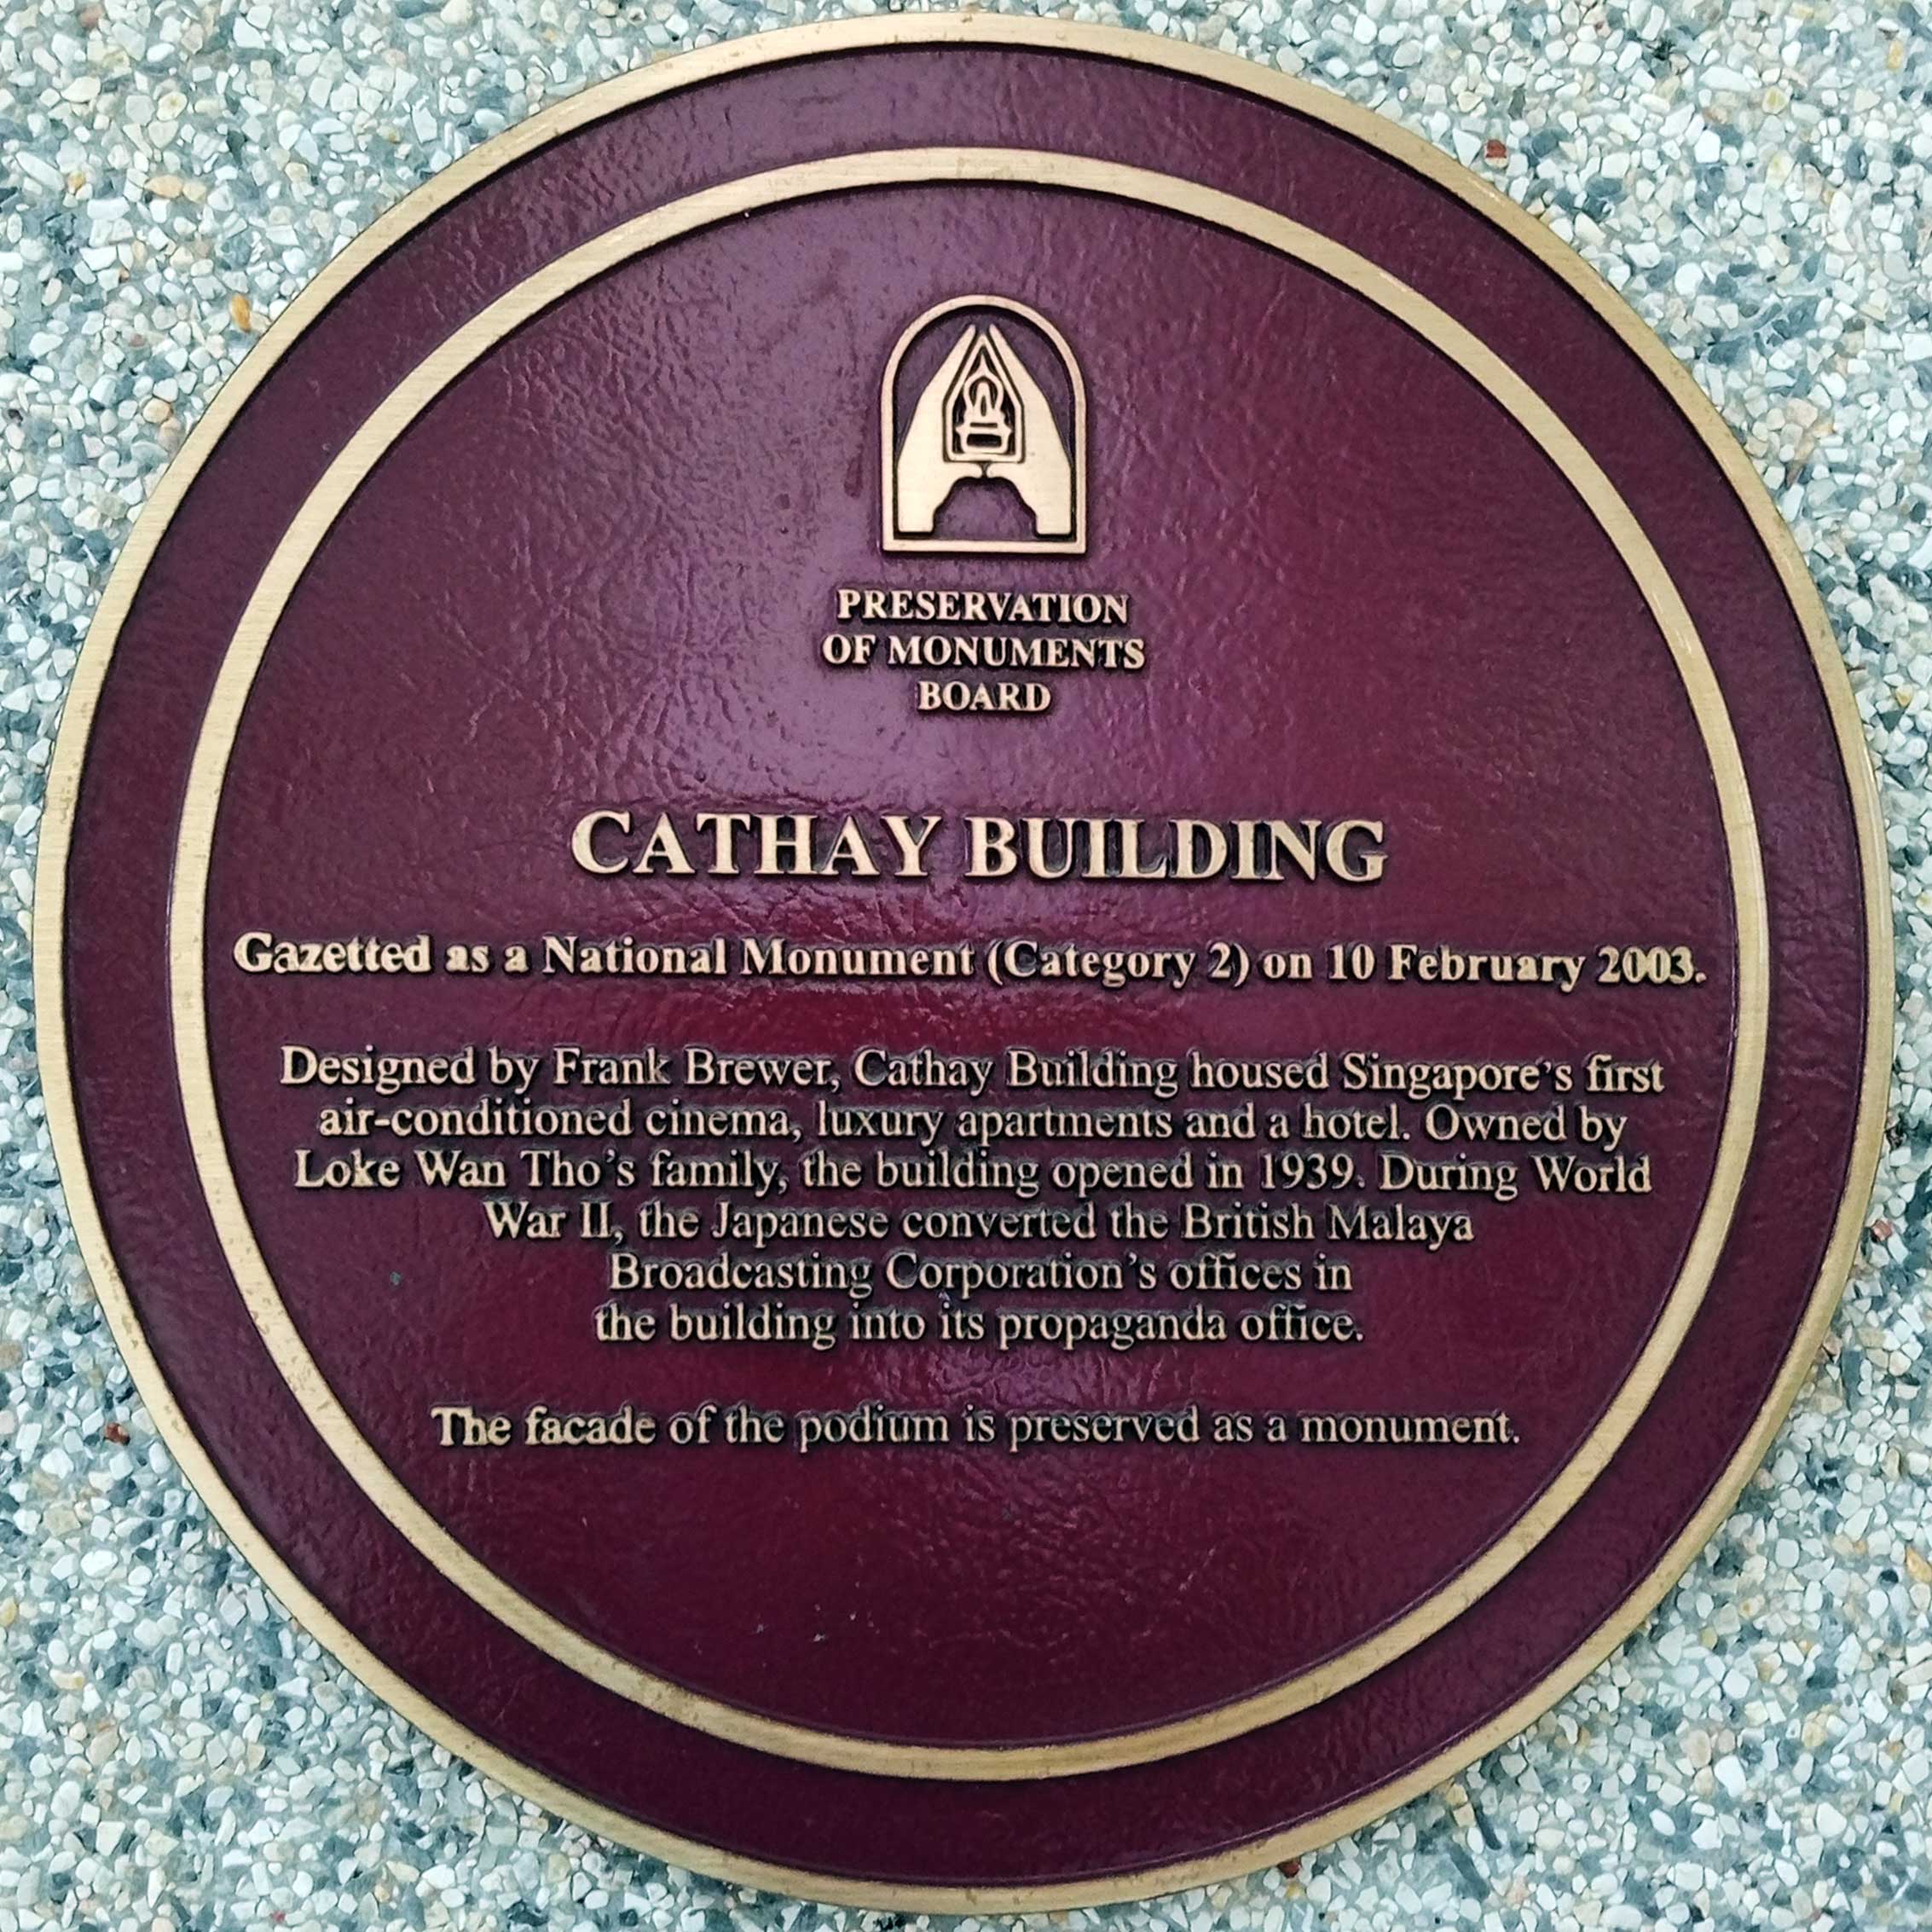 PRESERVATION
OF MONUMENTS
BOARD
CATHAY BUILDING
Gazetted as a National Monument (Category 2) on 10 February 2003.
Designed by Frank Brewer, Cathay Building housed Singapore's first
air-conditioned cinema, luxury apartments and a hotel. Owned by
Loke Wan Tho's family, the building opened in 1939. During World
War II, the Japanese converted the British Malaya
Broadcasting Corporation's offices in
the building into its propaganda office.
The facade of the podium is preserved as a monument.